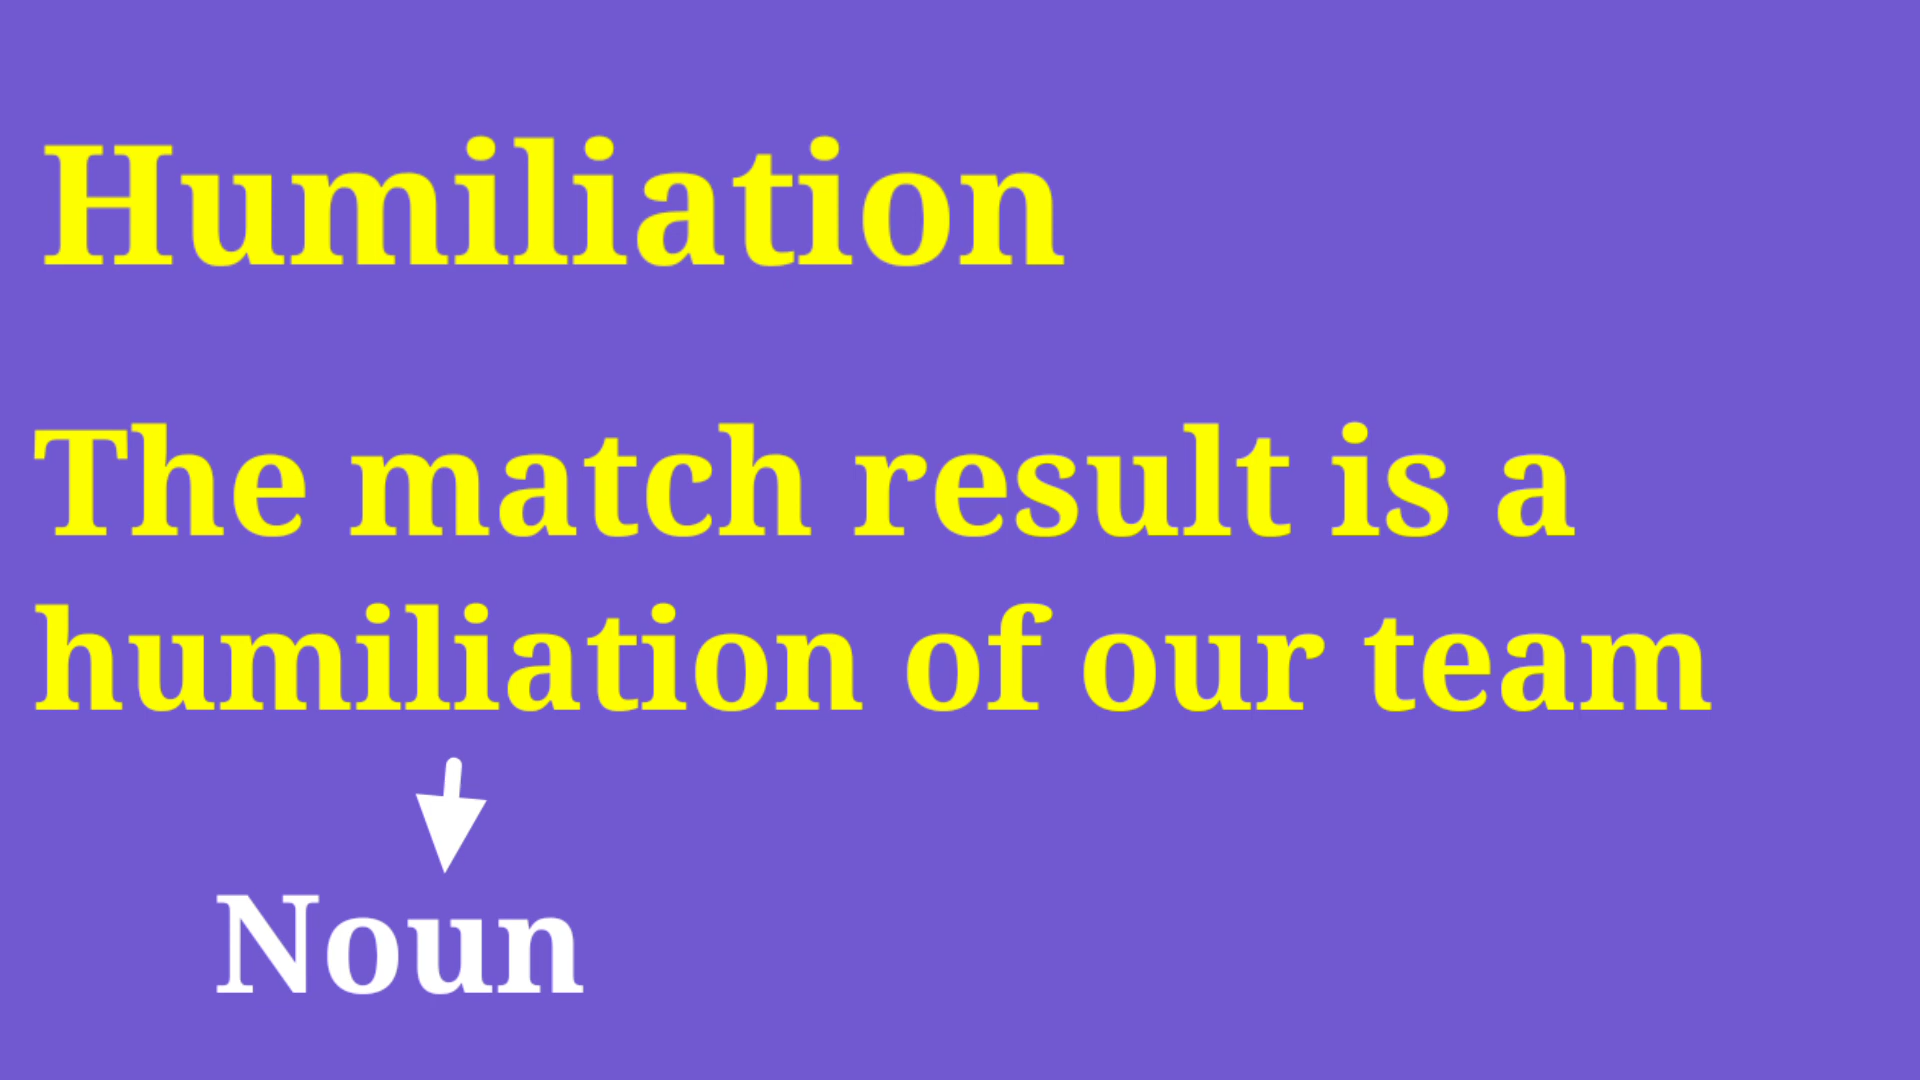 Humiliation
The match result is a
humiliation of our team
Noun